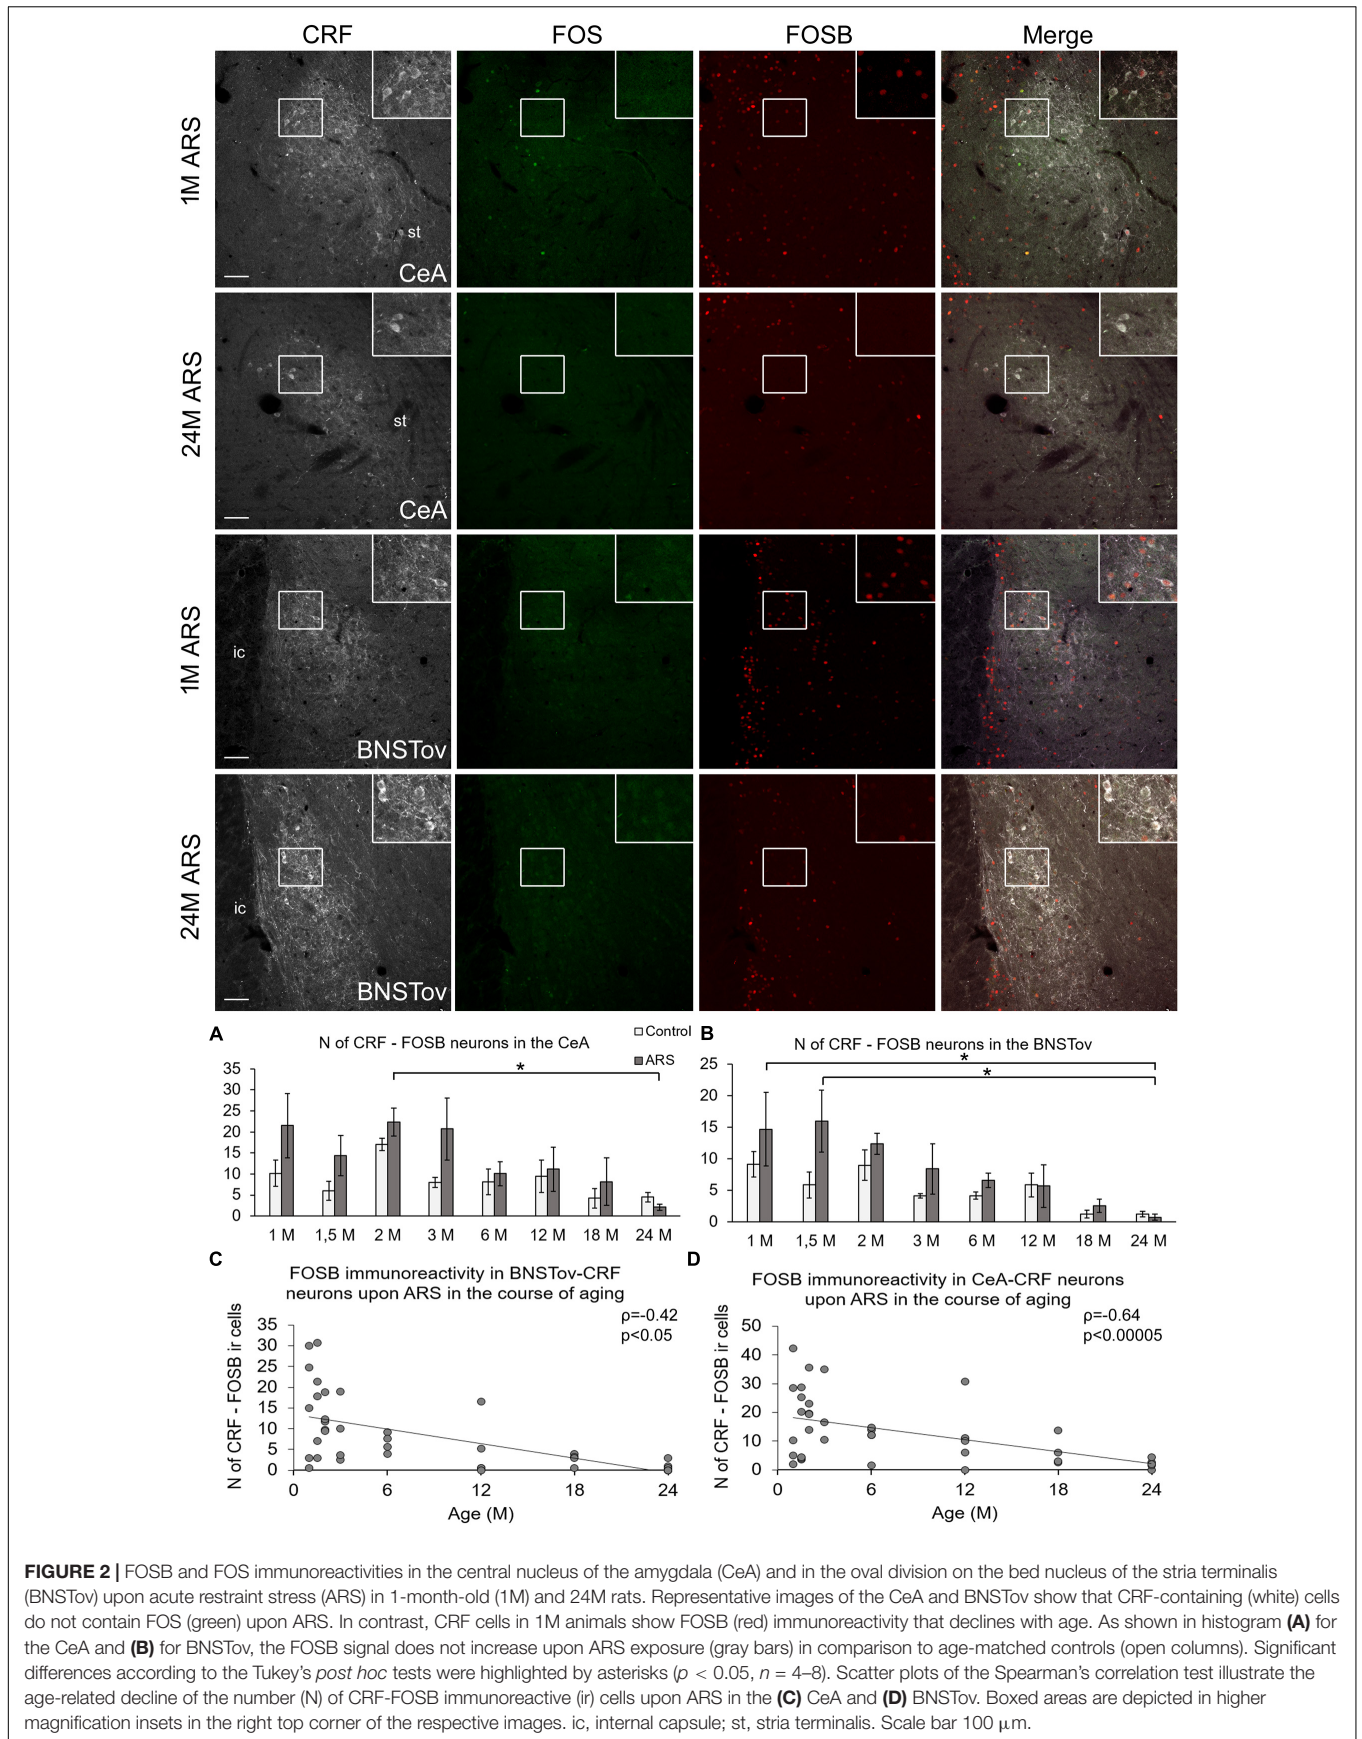 CRF FOS FOSB Merge
1M ARS
st
CeA
24M ARS
st
CeA
1M ARS
ic
BNSTov
24M ARS
ic
BNSTov
A
N of CRF - FOSB neurons in the CeA
Control
ARS
*
35
30
25
20
15
10
5
0
1 M 1,5 M 2 M 3 M 6 M 12 M 18 M 24 M
B
N of CRF - FOSB neurons in the BNSTov
*
*
25
20
15
10
5
0
1 M 1,5 M 2 M 3 M 6 M 12 M 18 M 24 M
C
FOSB immunoreactivity in BNSTov-CRF
neurons upon ARS in the course of aging
ρ=-0.42
p<0.05
N of CRF - FOSB ir cells
35
30
25
20
15
10
5
0
0 6 12 18 24
Age (M)
D
FOSB immunoreactivity in CeA-CRF neurons
upon ARS in the course of aging
ρ=-0.64
p<0.00005
N of CRF - FOSB ir cells
50
40
30
20
10
0
0 6 12 18 24
Age (M)
FIGURE 2 | FOSB and FOS immunoreactivities in the central nucleus of the amygdala (CeA) and in the oval division on the bed nucleus of the stria terminalis
(BNSTov) upon acute restraint stress (ARS) in 1-month-old (1M) and 24M rats. Representative images of the CeA and BNSTov show that CRF-containing (white) cells
do not contain FOS (green) upon ARS. In contrast, CRF cells in 1M animals show FOSB (red) immunoreactivity that declines with age. As shown in histogram (A) for
the CeA and (B) for BNSTov, the FOSB signal does not increase upon ARS exposure (gray bars) in comparison to age-matched controls (open columns). Significant
differences according to the Tukey's post hoc tests were highlighted by asterisks (p < 0.05, n = 4–8). Scatter plots of the Spearman's correlation test illustrate the
age-related decline of the number (N) of CRF-FOSB immunoreactive (ir) cells upon ARS in the (C) CeA and (D) BNSTov. Boxed areas are depicted in higher
magnification insets in the right top corner of the respective images. ic, internal capsule; st, stria terminalis. Scale bar 100 μm.